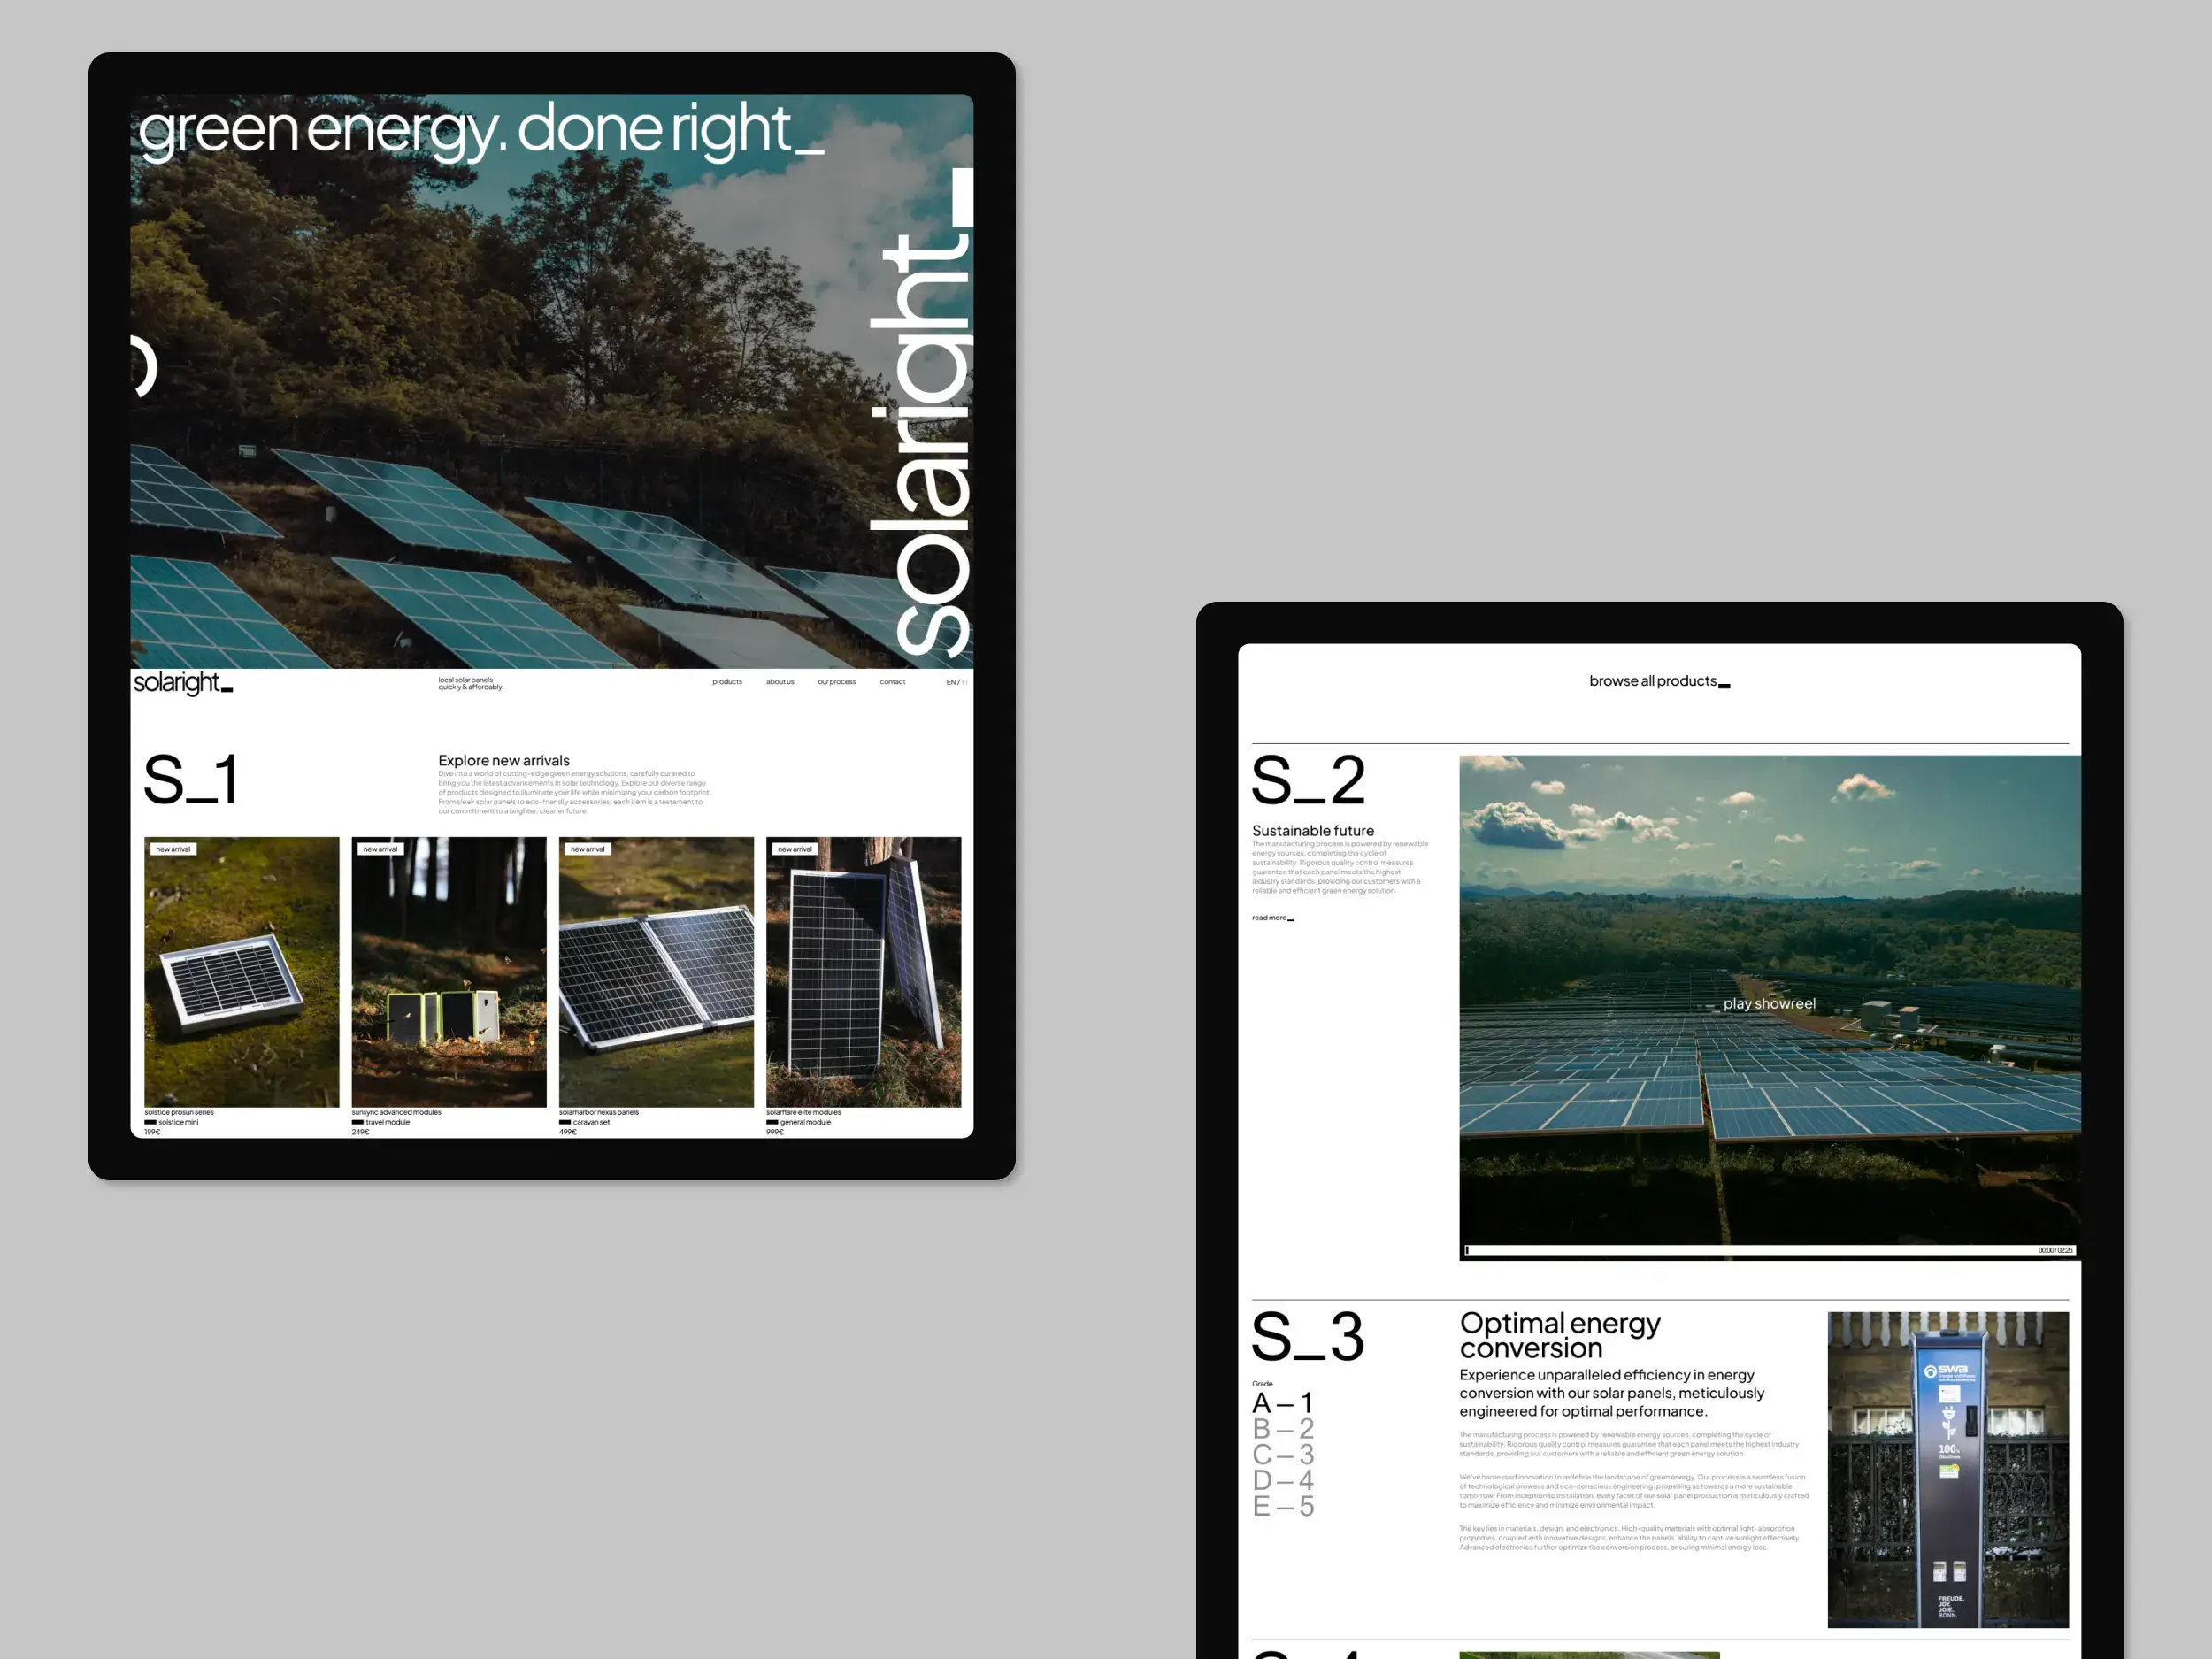 green energy. done right_
solaright_
solaright_
local solar panels
quickly & affordably.
products
about us
our process
contact
EN / FI
S_1
Explore new arrivals
Dive into a world of cutting-edge green energy solutions, carefully curated to
bring you the latest advancements in solar technology. Explore our diverse range
of products designed to illuminate your life while minimizing your carbon footprint.
From sleek solar panels to eco-friendly accessories, each item is a testament to
our commitment to a brighter, cleaner future.
new arrival
new arrival
new arrival
new arrival
solstice prosun series
solstice mini
199€
sunsync advanced modules
travel module
249€
solarharbor nexus panels
caravan set
499€
solarflare elite modules
general module
999€
browse all products_
S_2
Sustainable future
The manufacturing process is powered by renewable
energy sources, completing the cycle of
sustainability. Rigorous quality control measures
guarantee that each panel meets the highest
industry standards, providing our customers with a
reliable and efficient green energy solution.
read more_
_ play showreel
00:00 / 02:26
S_3
Grade
A – 1
B – 2
C – 3
D – 4
E – 5
Optimal energy
conversion
Experience unparalleled efficiency in energy
conversion with our solar panels, meticulously
engineered for optimal performance.
The manufacturing process is powered by renewable energy sources, completing the cycle of
sustainability. Rigorous quality control measures guarantee that each panel meets the highest industry
standards, providing our customers with a reliable and efficient green energy solution.
We've harnessed innovation to redefine the landscape of green energy. Our process is a seamless fusion
of technological prowess and eco-conscious engineering, propelling us towards a more sustainable
tomorrow. From inception to installation, every facet of our solar panel production is meticulously crafted
to maximize efficiency and minimize environmental impact.
The key lies in materials, design, and electronics. High-quality materials with optimal light-absorption
properties, coupled with innovative designs, enhance the panels' ability to capture sunlight effectively.
Advanced electronics further optimize the conversion process, ensuring minimal energy loss.
SWB
100%
FREUDE.
JOY.
JOIE.
BONN.